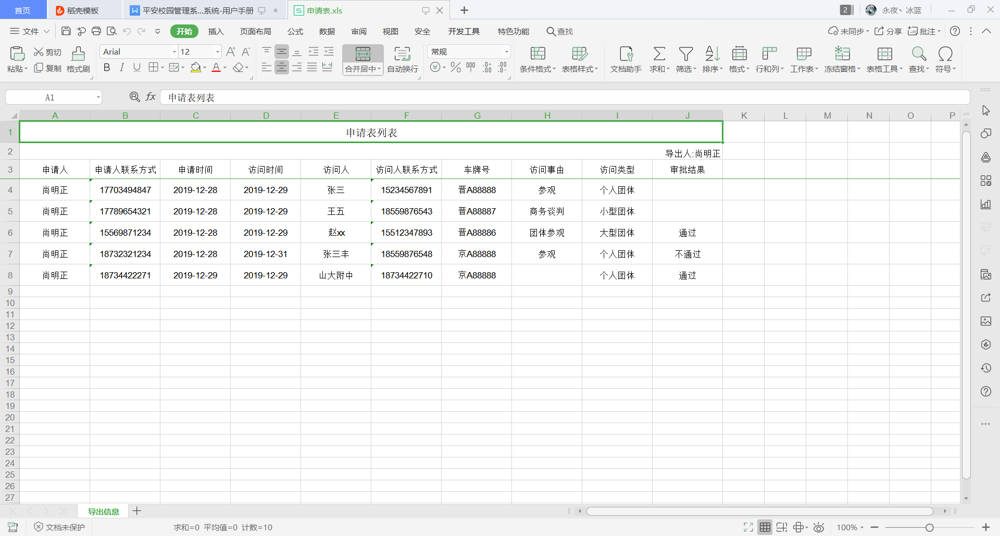 首页
稻壳模板
平安校园管理系...系统-用户手册
申请表.xls
2
永夜丶冰蓝
文件
开始
插入
页面布局
公式
数据
审阅
视图
安全
开发工具
特色功能
查找
未同步
分享
批注
粘贴
剪切
复制
格式刷
Arial
12
合并居中
自动换行
常规
条件格式
表格样式
文档助手
求和
筛选
排序
格式
行和列
工作表
冻结窗格
表格工具
查找
符号
A1
fx
申请表列表
A B C D E F G H I J K L M N O P
1 申请表列表
2 导出人:尚明正
3 申请人 申请人联系方式 申请时间 访问时间 访问人 访问人联系方式 车牌号 访问事由 访问类型 审批结果
4 尚明正 17703494847 2019-12-28 2019-12-29 张三 15234567891 晋A88888 参观 个人团体
5 尚明正 17789654321 2019-12-28 2019-12-29 王五 18559876543 晋A88887 商务谈判 小型团体
6 尚明正 15569871234 2019-12-28 2019-12-29 赵xx 15512347893 晋A88886 团体参观 大型团体 通过
7 尚明正 18732321234 2019-12-28 2019-12-31 张三丰 18559876548 京A88888 参观 个人团体 不通过
8 尚明正 18734422271 2019-12-29 2019-12-29 山大附中 18734422710 京A88888 个人团体 通过
9
10
11
12
13
14
15
16
17
18
19
20
21
22
23
24
25
26
27
导出信息
文档未保护
求和=0 平均值=0 计数=10
100%